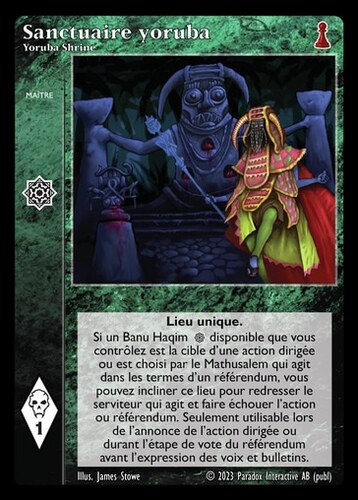 Sanctuaire yoruba
Yoruba Shrine
MAÎTRE
Lieu unique.
Si un Banu Haqim disponible que vous
contrôlez est la cible d'une action dirigée
ou est choisi par le Mathusalem qui agit
dans les termes d'un référendum, vous
pouvez incliner ce lieu pour redresser le
serviteur qui agit et faire échouer l'action
ou référendum. Seulement utilisable lors
de l'annonce de l'action dirigée ou
durant l'étape de vote du référendum
avant l'expression des voix et bulletins.
1
Illus. James Stowe
© 2023 Paradox Interactive AB (publ)